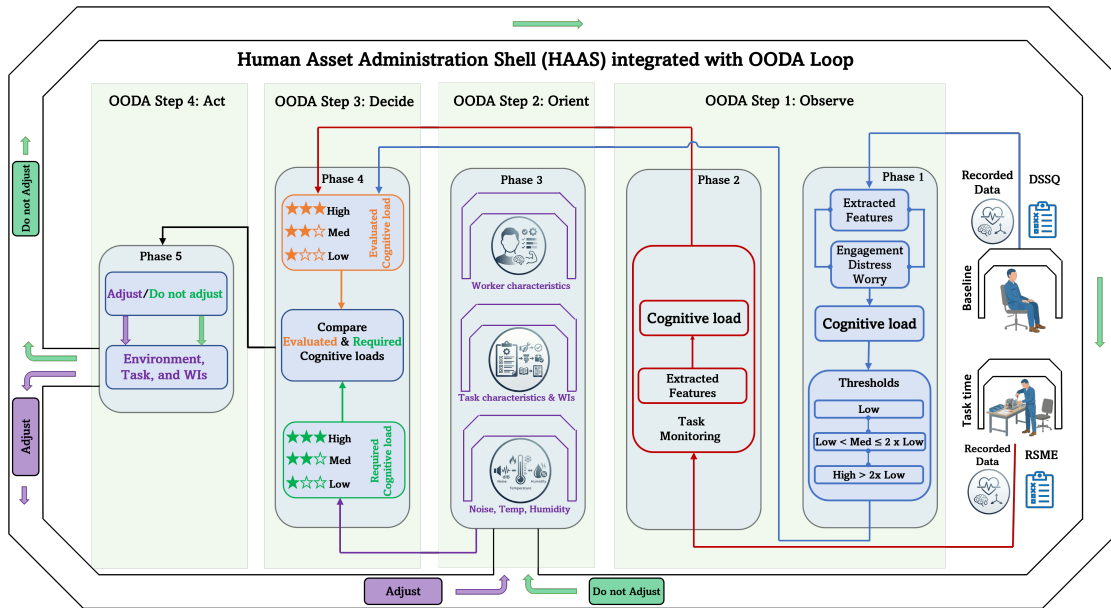 Human Asset Administration Shell (HAAS) integrated with OODA Loop
OODA Step 4: Act
OODA Step 3: Decide
OODA Step 2: Orient
OODA Step 1: Observe
Do not Adjust
Adjust
Phase 5
Adjust/Do not adjust
Environment,
Task, and WIs
Phase 4
High
Med
Low
Evaluated
Cognitive load
Compare
Evaluated & Required
Cognitive loads
High
Med
Low
Required
Cognitive load
Phase 3
Worker characteristics
Task characteristics & WIs
Noise
Temperature
Humidity
Noise, Temp, Humidity
Phase 2
Cognitive load
Extracted
Features
Task
Monitoring
Phase 1
Extracted
Features
Engagement
Distress
Worry
Cognitive load
Thresholds
Low
Low < Med ≤ 2 x Low
High > 2x Low
Recorded
Data
DSSQ
Baseline
Task time
Recorded
Data
RSME
Adjust
Do not Adjust